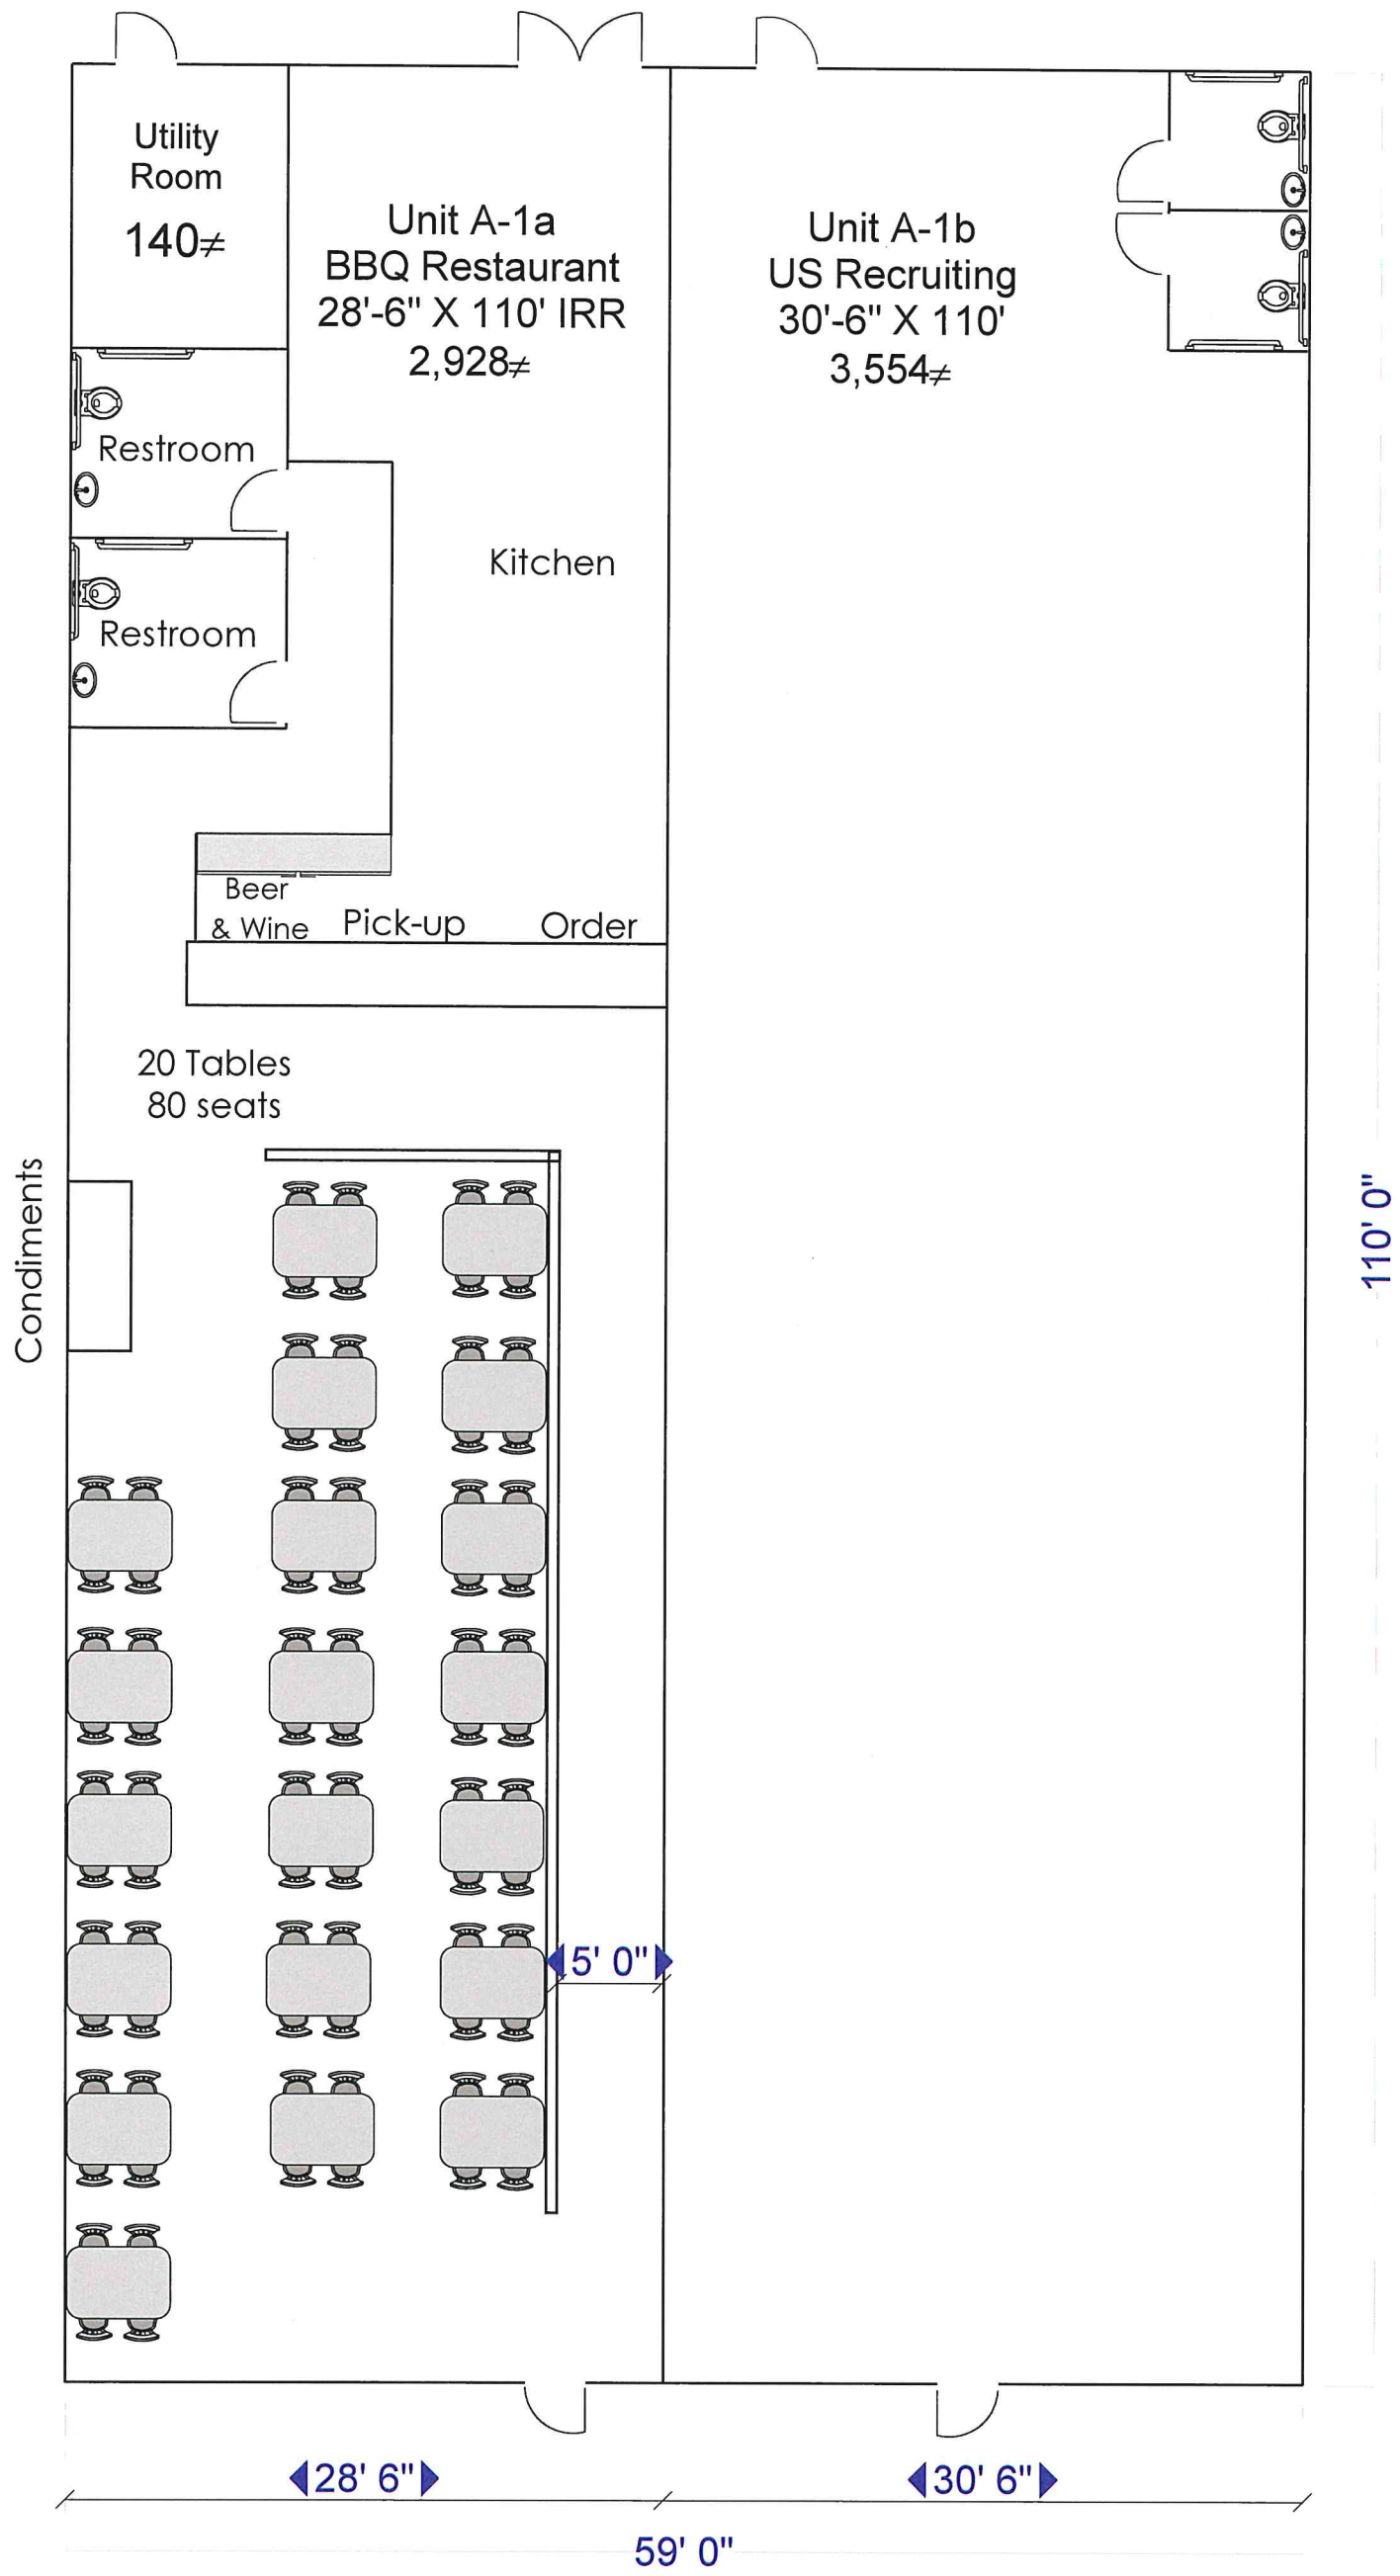 Utility
Room
140≠
Unit A-1a
BBQ Restaurant
28'-6" X 110' IRR
2,928≠
Unit A-1b
US Recruiting
30'-6" X 110'
3,554≠
Restroom
Kitchen
Restroom
Beer
& Wine
Pick-up
Order
20 Tables
80 seats
Condiments
110' 0"
5' 0"
28' 6"
30' 6"
59' 0"